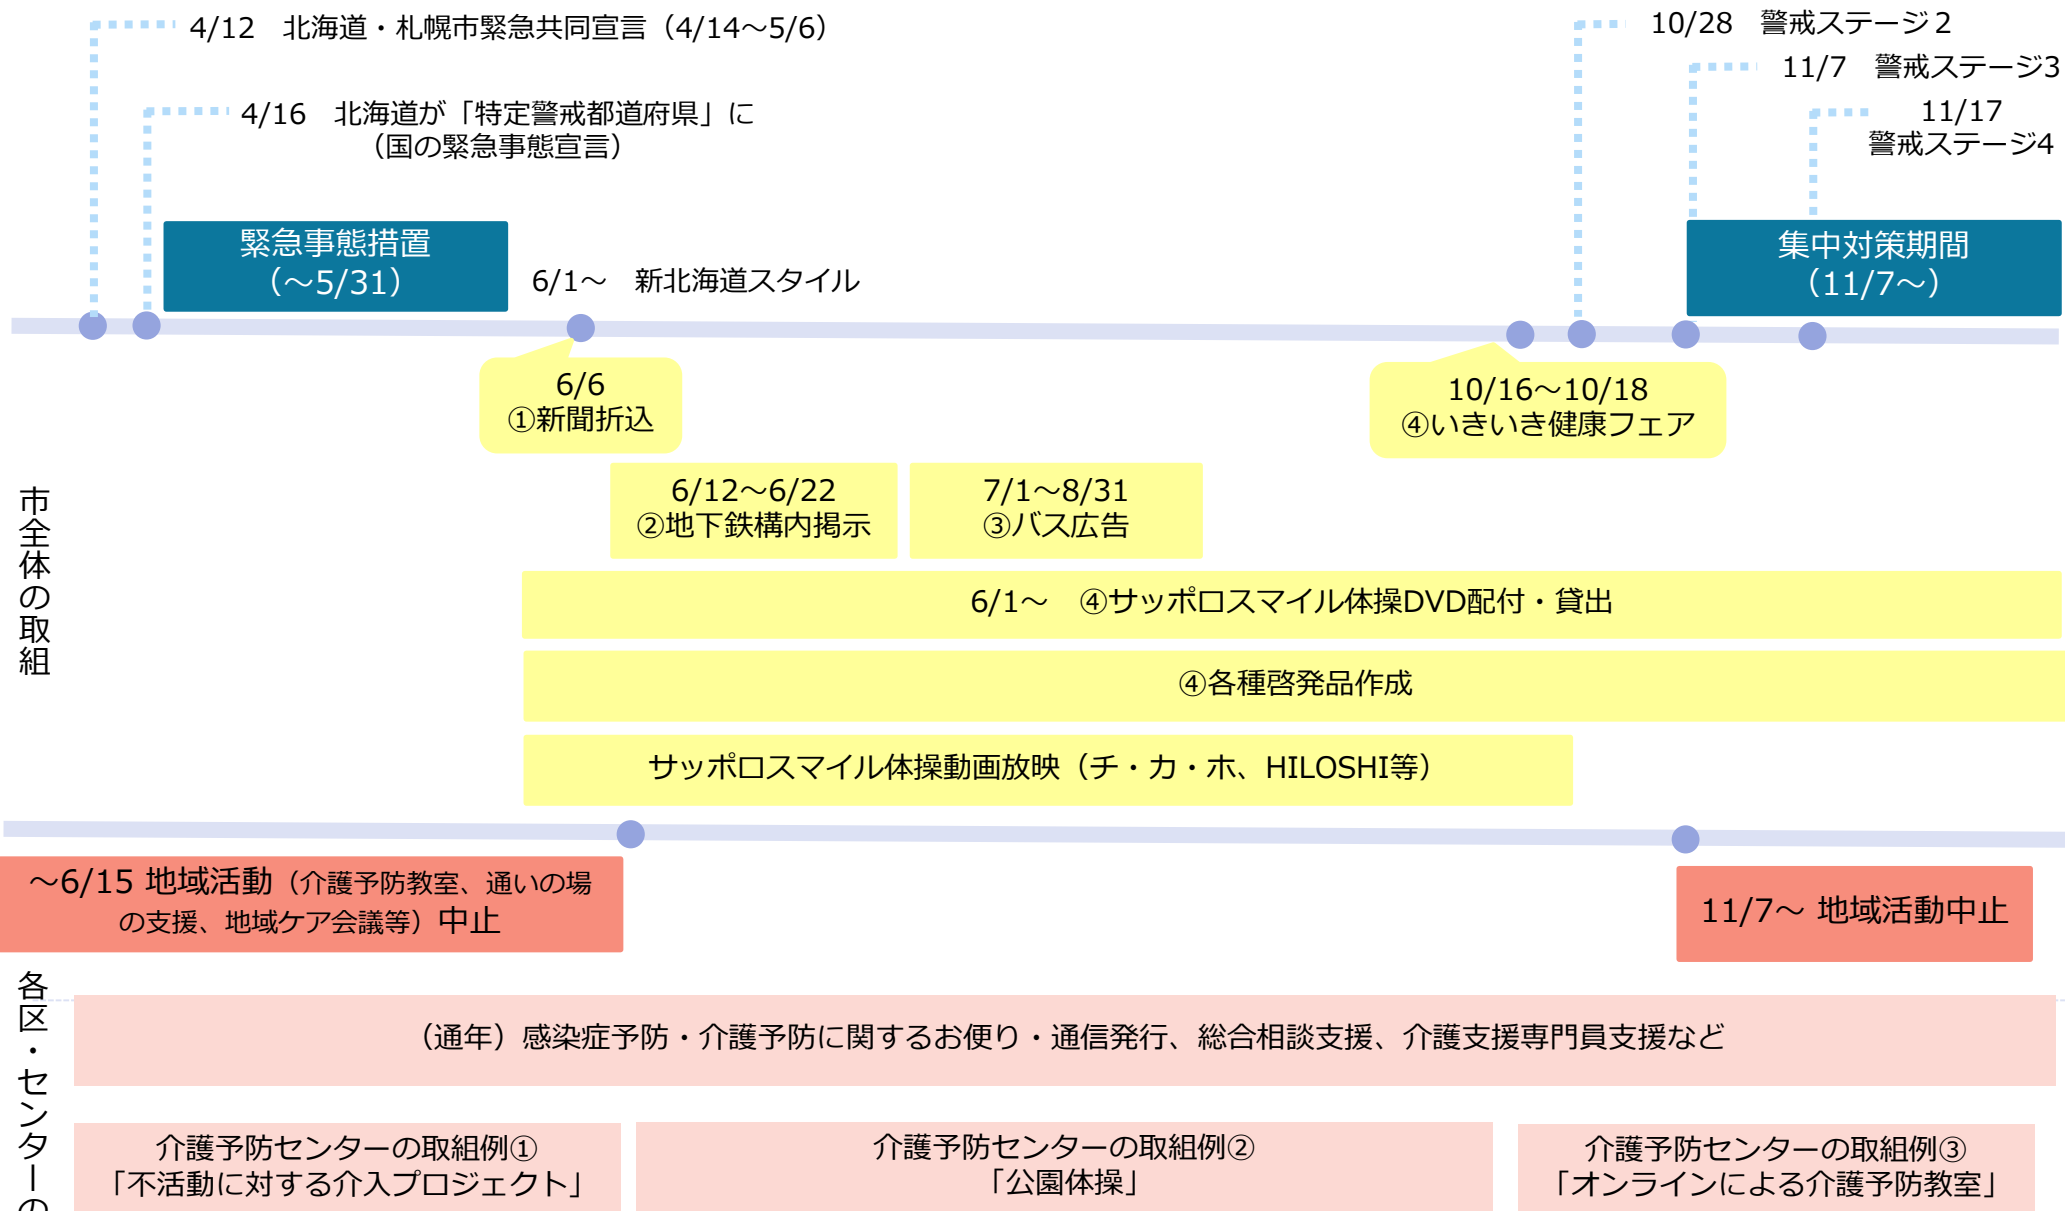 4/12　北海道・札幌市緊急共同宣言（4/14～5/6）
4/16　北海道が「特定警戒都道府県」に
（国の緊急事態宣言）
10/28　警戒ステージ２
11/7　警戒ステージ3
11/17
警戒ステージ4
緊急事態措置
（～5/31）
6/1～　新北海道スタイル
集中対策期間
（11/7～）
6/6
①新聞折込
10/16～10/18
④いきいき健康フェア
市全体の取組
6/12～6/22
②地下鉄構内掲示
7/1～8/31
③バス広告
6/1～　④サッポロスマイル体操DVD配付・貸出
④各種啓発品作成
サッポロスマイル体操動画放映（チ・カ・ホ、HILOSHI等）
～6/15 地域活動（介護予防教室、通いの場
の支援、地域ケア会議等）中止
11/7～ 地域活動中止
各区・センターの
（通年）感染症予防・介護予防に関するお便り・通信発行、総合相談支援、介護支援専門員支援など
介護予防センターの取組例①
「不活動に対する介入プロジェクト」
介護予防センターの取組例②
「公園体操」
介護予防センターの取組例③
「オンラインによる介護予防教室」